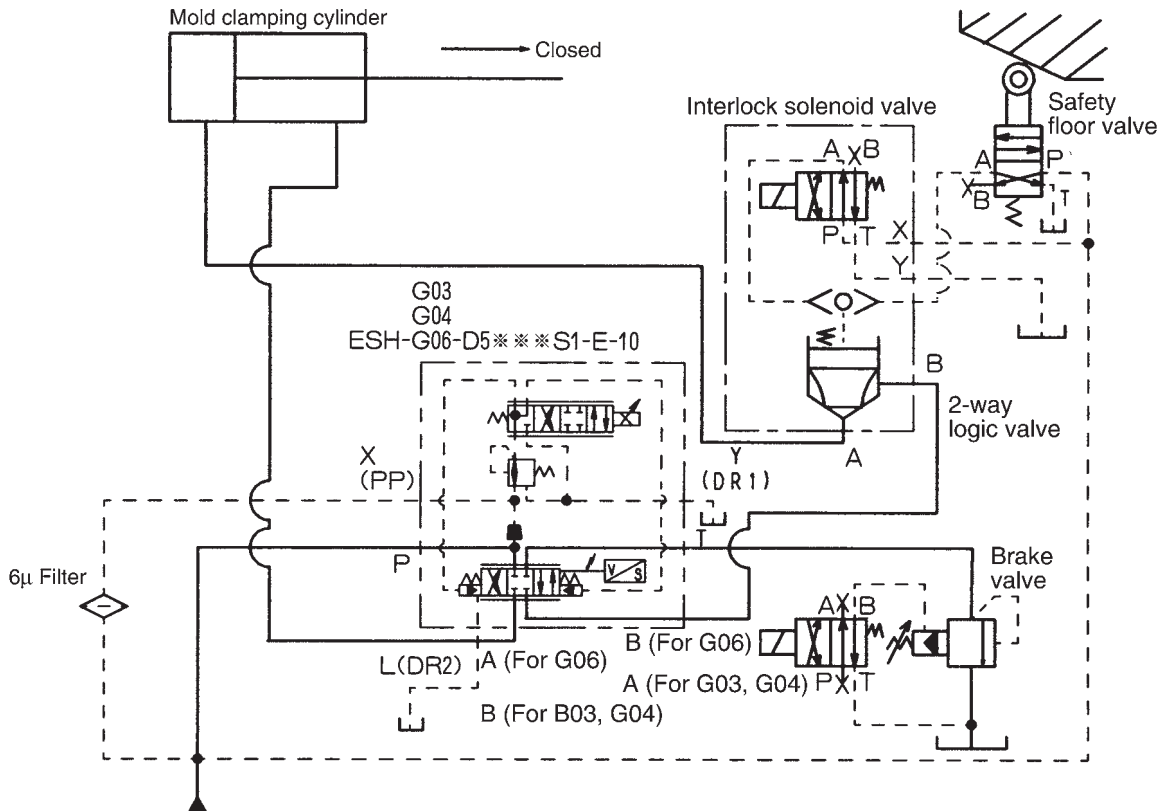 Mold clamping cylinder
Closed
Interlock solenoid valve
Safety
floor valve
A
B
P
T
X
Y
A
P
B
T
G03
G04
ESH-G06-D5※※※S1-E-10
B
2-way
logic valve
A
X
(PP)
Y
(DR1)
P
T
V
S
6μ Filter
Brake
valve
A
B
P
T
L(DR2)
A (For G06)
B (For B03, G04)
B (For G06)
A (For G03, G04)